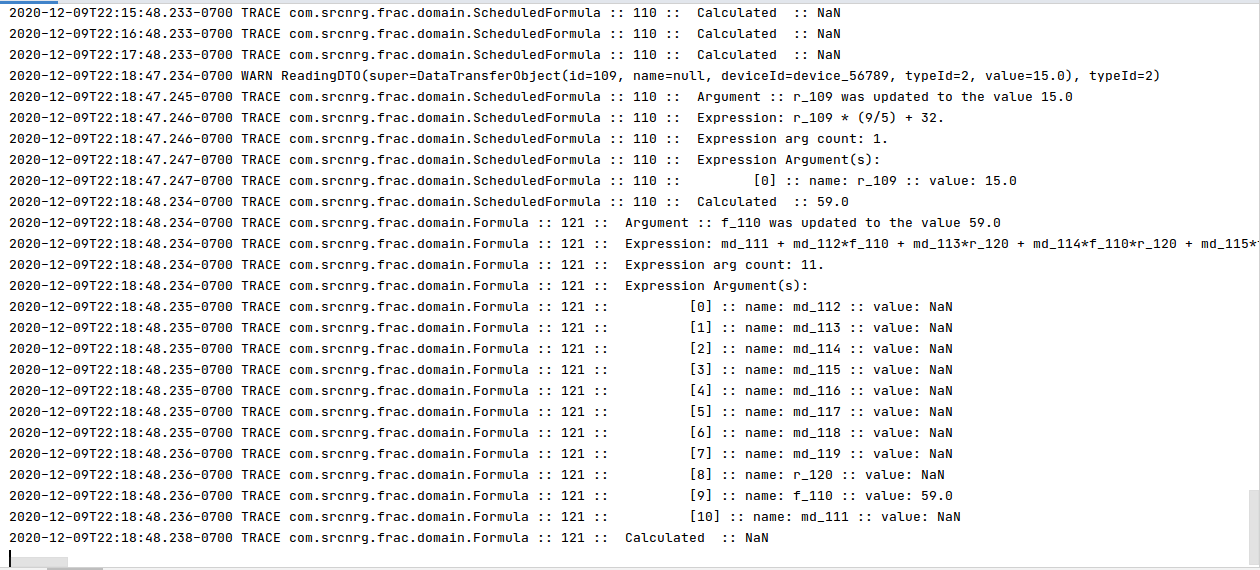 2020-12-09T22:15:48.233-0700 TRACE com.srcnrg.frac.domain.ScheduledFormula :: 110 ::  Calculated  :: NaN
2020-12-09T22:16:48.233-0700 TRACE com.srcnrg.frac.domain.ScheduledFormula :: 110 ::  Calculated  :: NaN
2020-12-09T22:17:48.233-0700 TRACE com.srcnrg.frac.domain.ScheduledFormula :: 110 ::  Calculated  :: NaN
2020-12-09T22:18:47.234-0700 WARN ReadingDTO(super=DataTransferObject(id=109, name=null, deviceId=device_56789, typeId=2, value=15.0), typeId=2)
2020-12-09T22:18:47.245-0700 TRACE com.srcnrg.frac.domain.ScheduledFormula :: 110 ::  Argument :: r_109 was updated to the value 15.0
2020-12-09T22:18:47.246-0700 TRACE com.srcnrg.frac.domain.ScheduledFormula :: 110 ::  Expression: r_109 * (9/5) + 32.
2020-12-09T22:18:47.246-0700 TRACE com.srcnrg.frac.domain.ScheduledFormula :: 110 ::  Expression arg count: 1.
2020-12-09T22:18:47.247-0700 TRACE com.srcnrg.frac.domain.ScheduledFormula :: 110 ::  Expression Argument(s):
2020-12-09T22:18:47.247-0700 TRACE com.srcnrg.frac.domain.ScheduledFormula :: 110 ::         [0] :: name: r_109 :: value: 15.0
2020-12-09T22:18:48.234-0700 TRACE com.srcnrg.frac.domain.ScheduledFormula :: 110 ::  Calculated  :: 59.0
2020-12-09T22:18:48.234-0700 TRACE com.srcnrg.frac.domain.Formula :: 121 ::  Argument :: f_110 was updated to the value 59.0
2020-12-09T22:18:48.234-0700 TRACE com.srcnrg.frac.domain.Formula :: 121 ::  Expression: md_111 + md_112*f_110 + md_113*r_120 + md_114*f_110*r_120 + md_115*
2020-12-09T22:18:48.234-0700 TRACE com.srcnrg.frac.domain.Formula :: 121 ::  Expression arg count: 11.
2020-12-09T22:18:48.234-0700 TRACE com.srcnrg.frac.domain.Formula :: 121 ::  Expression Argument(s):
2020-12-09T22:18:48.235-0700 TRACE com.srcnrg.frac.domain.Formula :: 121 ::          [0] :: name: md_112 :: value: NaN
2020-12-09T22:18:48.235-0700 TRACE com.srcnrg.frac.domain.Formula :: 121 ::          [1] :: name: md_113 :: value: NaN
2020-12-09T22:18:48.235-0700 TRACE com.srcnrg.frac.domain.Formula :: 121 ::          [2] :: name: md_114 :: value: NaN
2020-12-09T22:18:48.235-0700 TRACE com.srcnrg.frac.domain.Formula :: 121 ::          [3] :: name: md_115 :: value: NaN
2020-12-09T22:18:48.235-0700 TRACE com.srcnrg.frac.domain.Formula :: 121 ::          [4] :: name: md_116 :: value: NaN
2020-12-09T22:18:48.235-0700 TRACE com.srcnrg.frac.domain.Formula :: 121 ::          [5] :: name: md_117 :: value: NaN
2020-12-09T22:18:48.235-0700 TRACE com.srcnrg.frac.domain.Formula :: 121 ::          [6] :: name: md_118 :: value: NaN
2020-12-09T22:18:48.236-0700 TRACE com.srcnrg.frac.domain.Formula :: 121 ::          [7] :: name: md_119 :: value: NaN
2020-12-09T22:18:48.236-0700 TRACE com.srcnrg.frac.domain.Formula :: 121 ::          [8] :: name: r_120 :: value: NaN
2020-12-09T22:18:48.236-0700 TRACE com.srcnrg.frac.domain.Formula :: 121 ::          [9] :: name: f_110 :: value: 59.0
2020-12-09T22:18:48.236-0700 TRACE com.srcnrg.frac.domain.Formula :: 121 ::          [10] :: name: md_111 :: value: NaN
2020-12-09T22:18:48.238-0700 TRACE com.srcnrg.frac.domain.Formula :: 121 ::  Calculated  :: NaN